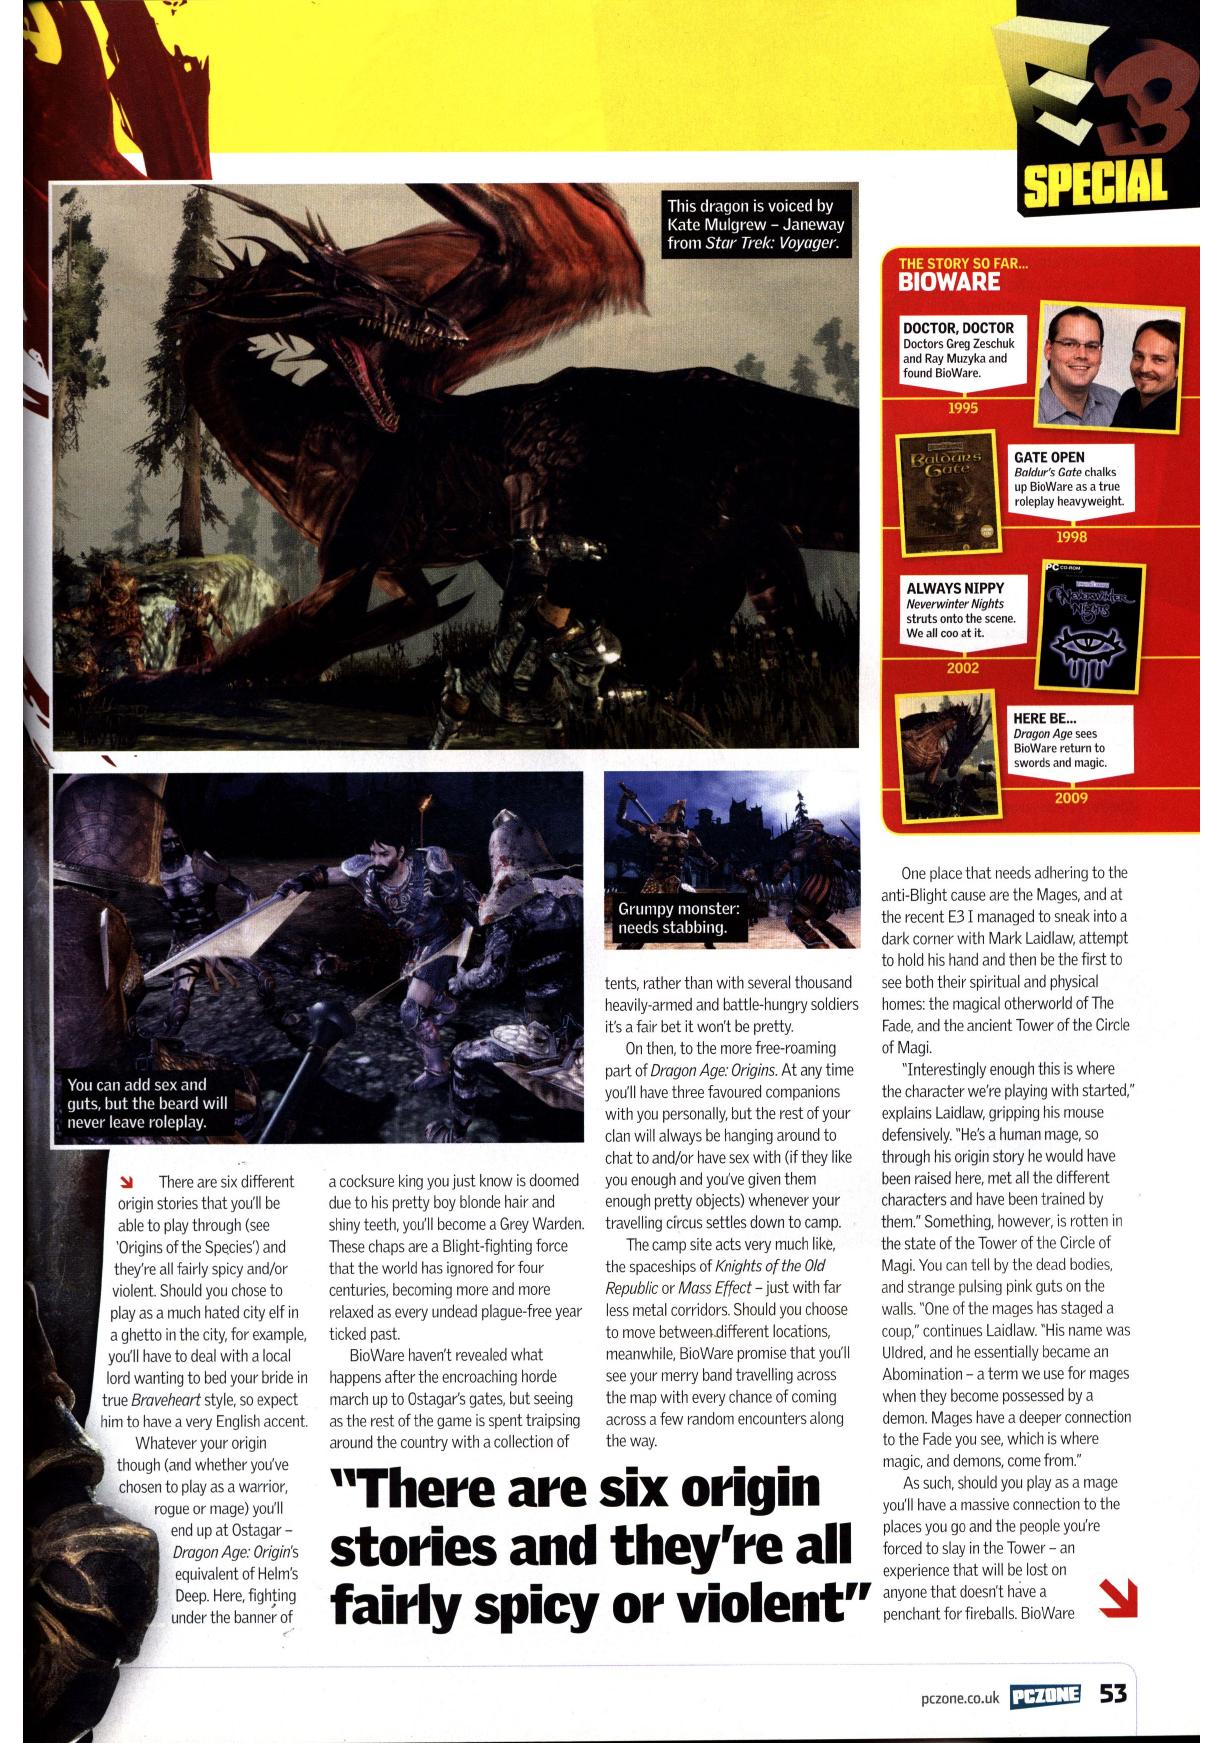 E3
SPECIAL
This dragon is voiced by
Kate Mulgrew – Janeway
from Star Trek: Voyager.
THE STORY SO FAR...
BIOWARE
DOCTOR, DOCTOR
Doctors Greg Zeschuk
and Ray Muzyka and
found BioWare.
1995
Baldur's
Gate
GATE OPEN
Baldur's Gate chalks
up BioWare as a true
roleplay heavyweight.
1998
ALWAYS NIPPY
Neverwinter Nights
struts onto the scene.
We all coo at it.
2002
PC CD-ROM
Neverwinter
Nights
HERE BE...
Dragon Age sees
BioWare return to
swords and magic.
2009
You can add sex and
guts, but the beard will
never leave roleplay.
Grumpy monster:
needs stabbing.
There are six different
origin stories that you'll be
able to play through (see
'Origins of the Species') and
they're all fairly spicy and/or
violent. Should you chose to
play as a much hated city elf in
a ghetto in the city, for example,
you'll have to deal with a local
lord wanting to bed your bride in
true Braveheart style, so expect
him to have a very English accent.
Whatever your origin
though (and whether you've
chosen to play as a warrior,
rogue or mage) you'll
end up at Ostagar –
Dragon Age: Origin's
equivalent of Helm's
Deep. Here, fighting
under the banner of
a cocksure king you just know is doomed
due to his pretty boy blonde hair and
shiny teeth, you'll become a Grey Warden.
These chaps are a Blight-fighting force
that the world has ignored for four
centuries, becoming more and more
relaxed as every undead plague-free year
ticked past.
BioWare haven't revealed what
happens after the encroaching horde
march up to Ostagar's gates, but seeing
as the rest of the game is spent traipsing
around the country with a collection of
"There are six origin
stories and they're all
fairly spicy or violent"
tents, rather than with several thousand
heavily-armed and battle-hungry soldiers
it's a fair bet it won't be pretty.
On then, to the more free-roaming
part of Dragon Age: Origins. At any time
you'll have three favoured companions
with you personally, but the rest of your
clan will always be hanging around to
chat to and/or have sex with (if they like
you enough and you've given them
enough pretty objects) whenever your
travelling circus settles down to camp.
The camp site acts very much like,
the spaceships of Knights of the Old
Republic or Mass Effect – just with far
less metal corridors. Should you choose
to move between different locations,
meanwhile, BioWare promise that you'll
see your merry band travelling across
the map with every chance of coming
across a few random encounters along
the way.
One place that needs adhering to the
anti-Blight cause are the Mages, and at
the recent E3 I managed to sneak into a
dark corner with Mark Laidlaw, attempt
to hold his hand and then be the first to
see both their spiritual and physical
homes: the magical otherworld of The
Fade, and the ancient Tower of the Circle
of Magi.
"Interestingly enough this is where
the character we're playing with started,"
explains Laidlaw, gripping his mouse
defensively. "He's a human mage, so
through his origin story he would have
been raised here, met all the different
characters and have been trained by
them." Something, however, is rotten in
the state of the Tower of the Circle of
Magi. You can tell by the dead bodies,
and strange pulsing pink guts on the
walls. "One of the mages has staged a
coup," continues Laidlaw. "His name was
Uldred, and he essentially became an
Abomination – a term we use for mages
when they become possessed by a
demon. Mages have a deeper connection
to the Fade you see, which is where
magic, and demons, come from."
As such, should you play as a mage
you'll have a massive connection to the
places you go and the people you're
forced to slay in the Tower – an
experience that will be lost on
anyone that doesn't have a
penchant for fireballs. BioWare
pczone.co.uk PCZONE 53